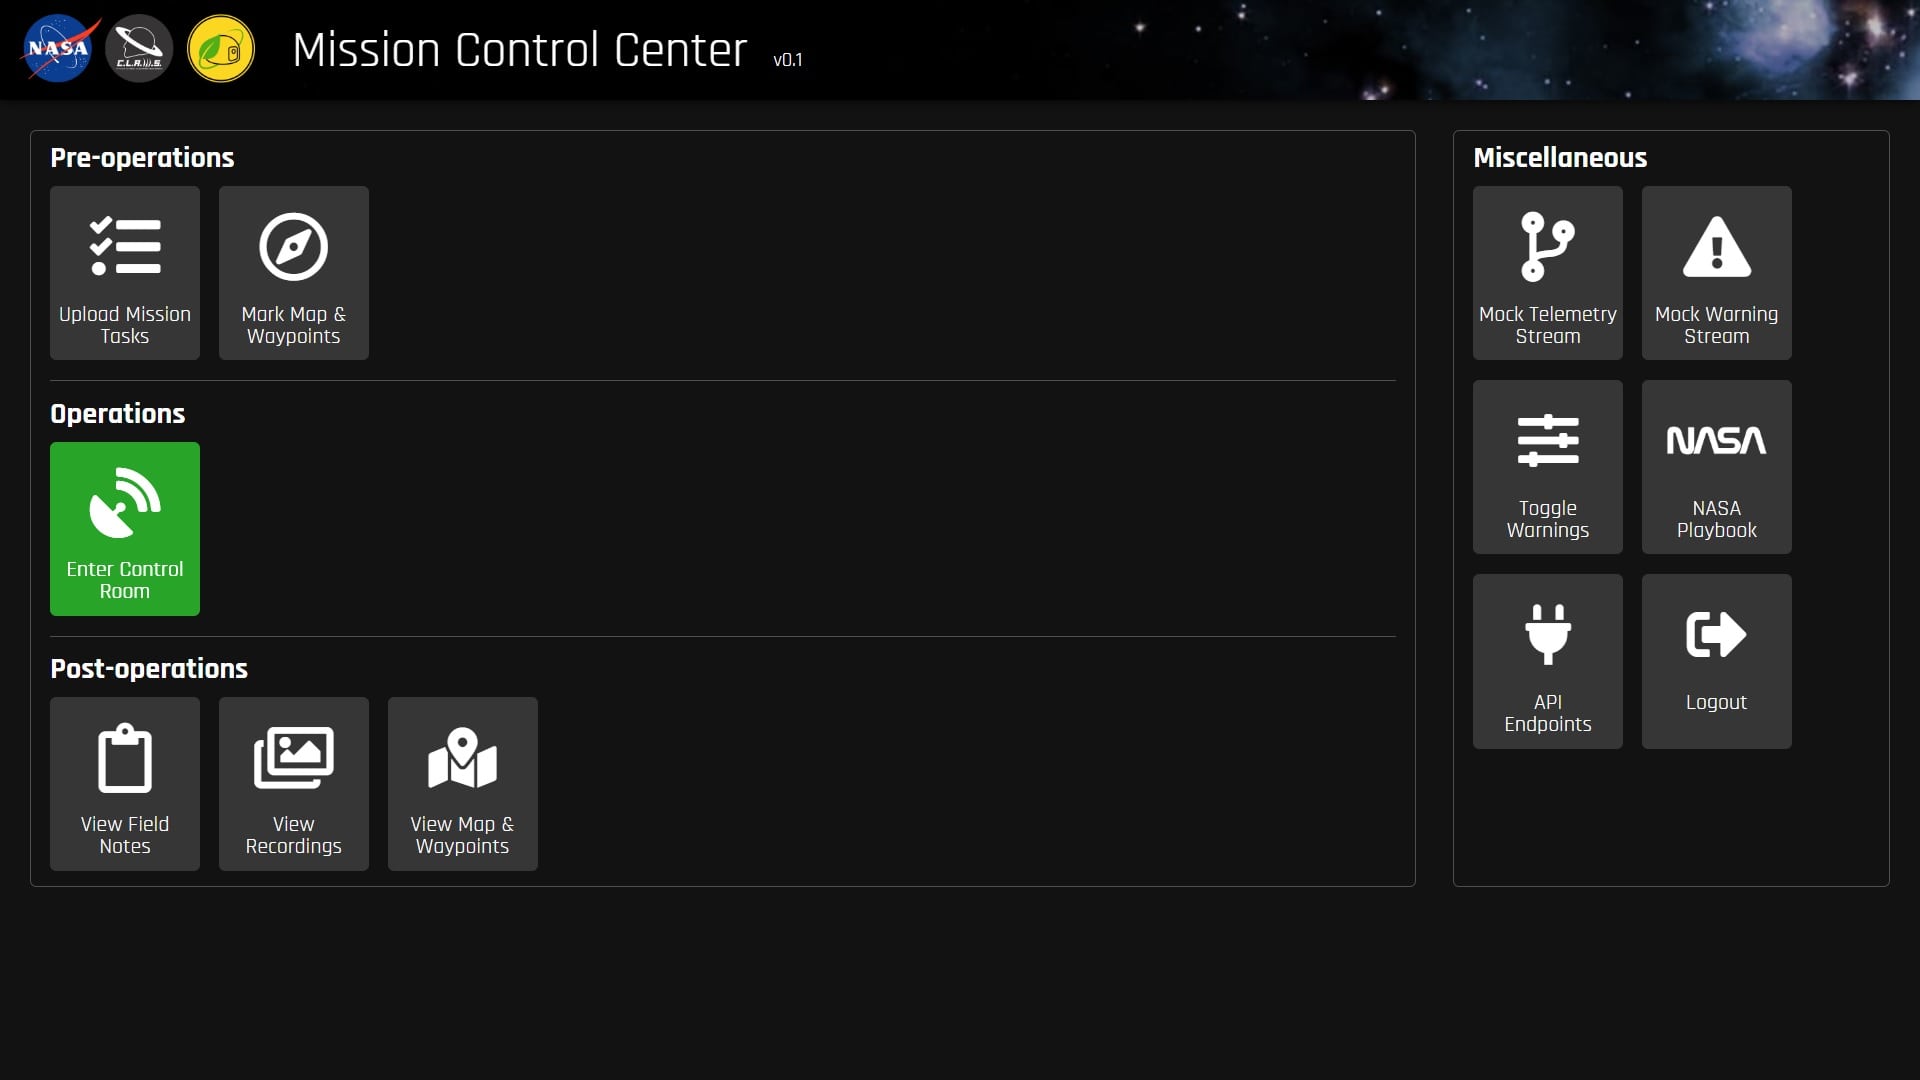 NASA
C.L.A.W.S.
Mission Control Center
v0.1
Pre-operations
Upload Mission
Tasks
Mark Map &
Waypoints
Operations
Enter Control
Room
Post-operations
View Field
Notes
View
Recordings
View Map &
Waypoints
Miscellaneous
Mock Telemetry
Stream
Mock Warning
Stream
Toggle
Warnings
NASA
NASA
Playbook
API
Endpoints
Logout